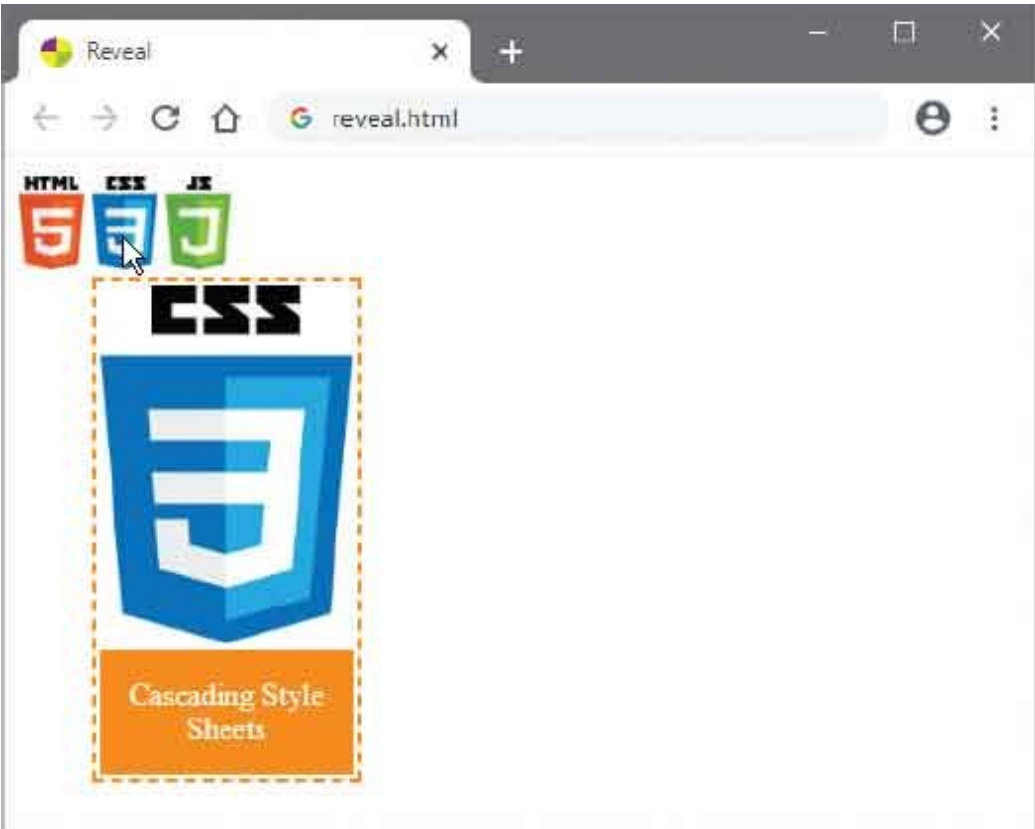 Reveal
reveal.html
HTML CSS JS
5 3
CSS
3
Cascading Style
Sheets